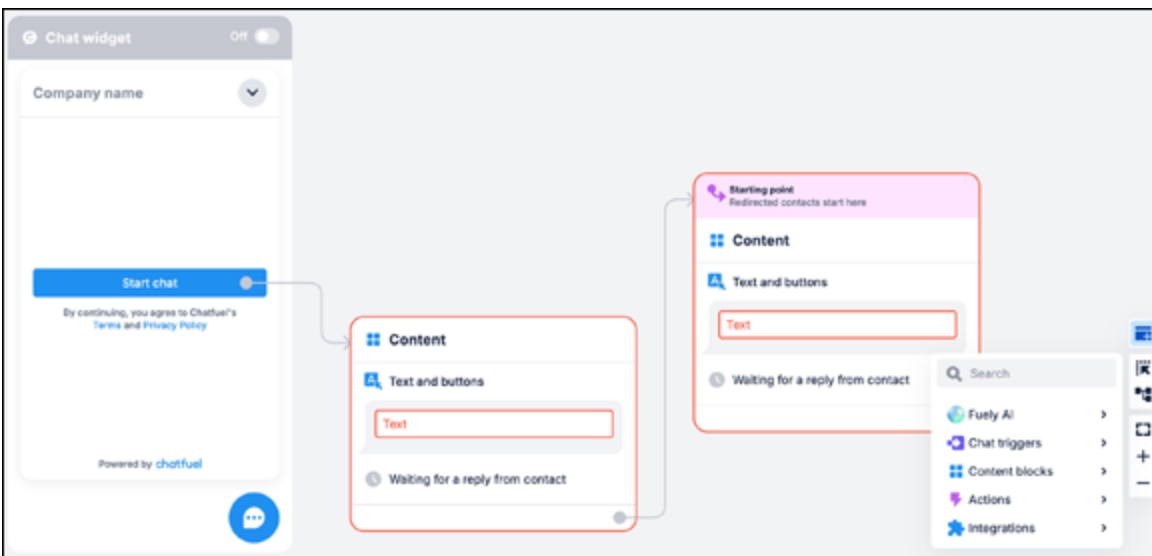 Chat widget
Off
Company name
Start chat
By continuing, you agree to Chatfuel's
Terms and Privacy Policy
Powered by chatfuel
Content
Text and buttons
Text
Waiting for a reply from contact
Starting point
Redirected contacts start here
Content
Text and buttons
Text
Waiting for a reply from contact
Search
Fuely AI
Chat triggers
Content blocks
Actions
Integrations